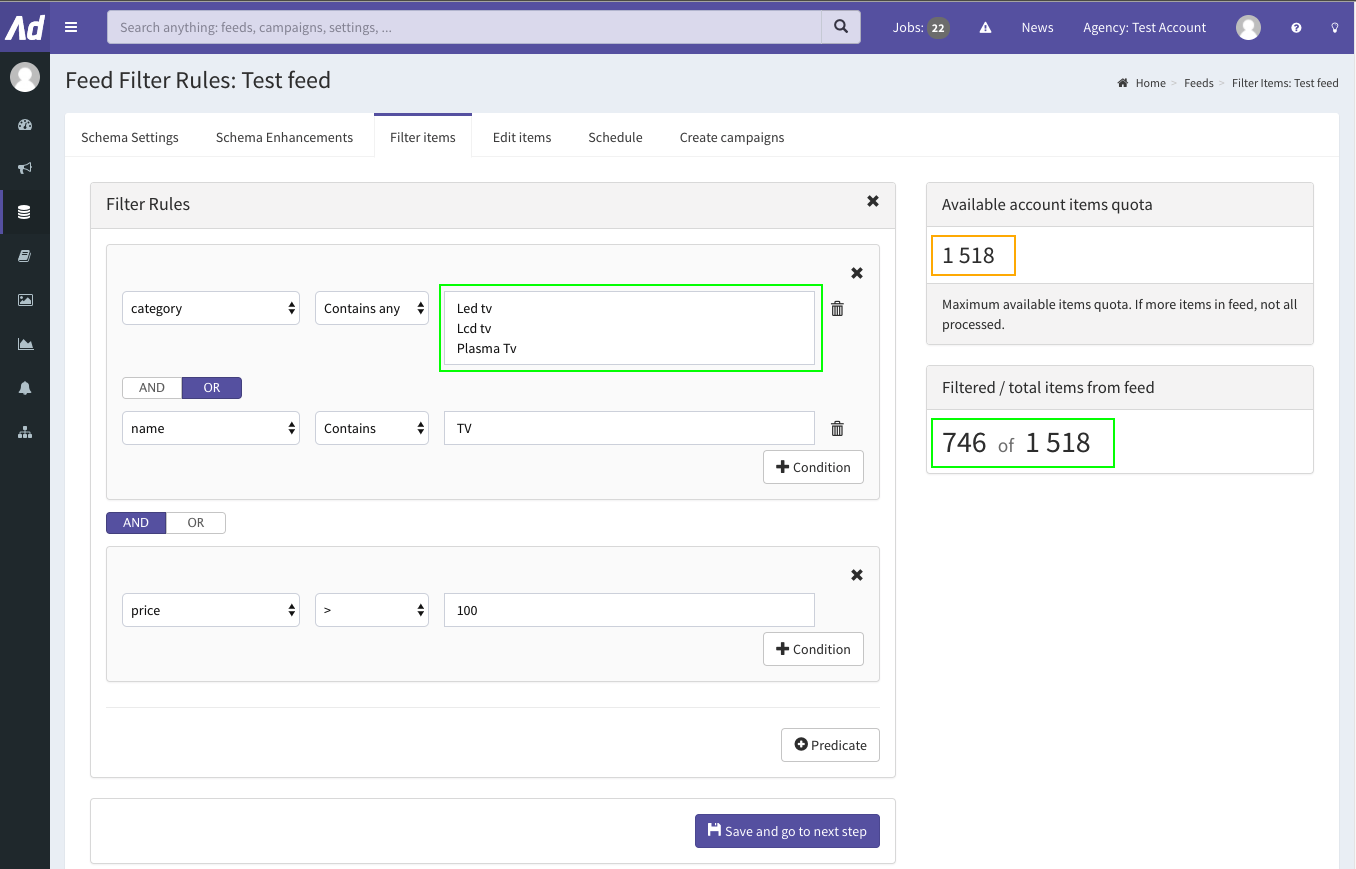 Ad
Search anything: feeds, campaigns, settings, ...
Jobs: 22
News
Agency: Test Account
Feed Filter Rules: Test feed
Home > Feeds > Filter Items: Test feed
Schema Settings
Schema Enhancements
Filter items
Edit items
Schedule
Create campaigns
Filter Rules
category
Contains any
Led tv
Lcd tv
Plasma Tv
AND OR
name
Contains
TV
Condition
AND OR
price
>
100
Condition
Predicate
Save and go to next step
Available account items quota
1 518
Maximum available items quota. If more items in feed, not all
processed.
Filtered / total items from feed
746 of 1 518